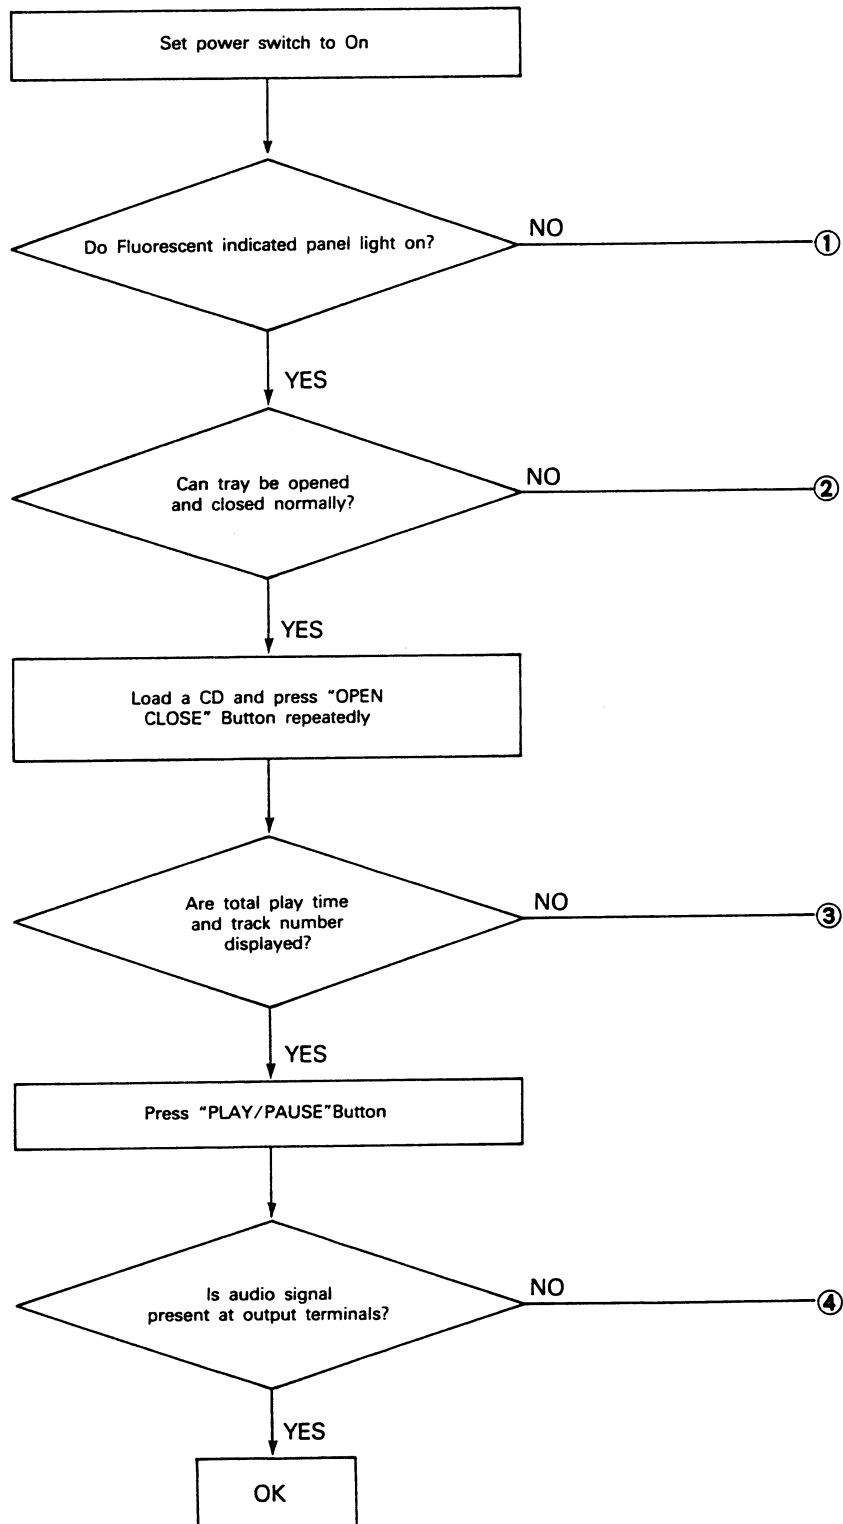 Set power switch to On
Do Fluorescent indicated panel light on?
NO
①
YES
Can tray be opened
and closed normally?
NO
②
YES
Load a CD and press "OPEN
CLOSE" Button repeatedly
Are total play time
and track number
displayed?
NO
③
YES
Press "PLAY/PAUSE"Button
Is audio signal
present at output terminals?
NO
④
YES
OK